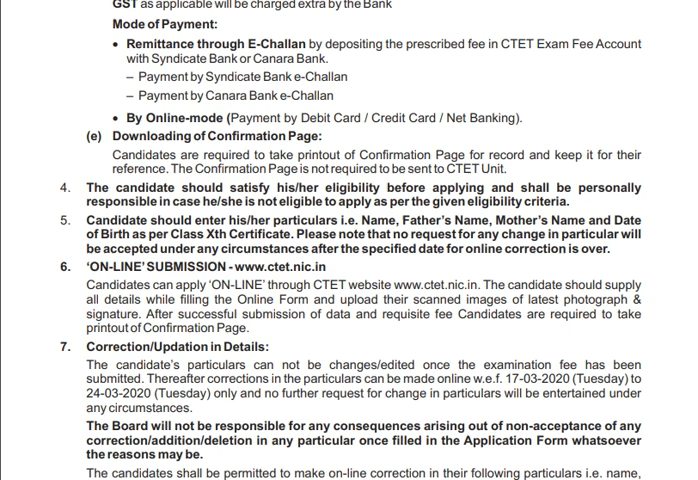 GST as applicable will be charged extra by the Bank
Mode of Payment:
• Remittance through E-Challan by depositing the prescribed fee in CTET Exam Fee Account
with Syndicate Bank or Canara Bank.
– Payment by Syndicate Bank e-Challan
– Payment by Canara Bank e-Challan
• By Online-mode (Payment by Debit Card / Credit Card / Net Banking).
(e) Downloading of Confirmation Page:
Candidates are required to take printout of Confirmation Page for record and keep it for their
reference. The Confirmation Page is not required to be sent to CTET Unit.
4. The candidate should satisfy his/her eligibility before applying and shall be personally
responsible in case he/she is not eligible to apply as per the given eligibility criteria.
5. Candidate should enter his/her particulars i.e. Name, Father's Name, Mother's Name and Date
of Birth as per Class Xth Certificate. Please note that no request for any change in particular will
be accepted under any circumstances after the specified date for online correction is over.
6. 'ON-LINE' SUBMISSION - www.ctet.nic.in
Candidates can apply 'ON-LINE' through CTET website www.ctet.nic.in. The candidate should supply
all details while filling the Online Form and upload their scanned images of latest photograph &
signature. After successful submission of data and requisite fee Candidates are required to take
printout of Confirmation Page.
7. Correction/Updation in Details:
The candidate's particulars can not be changes/edited once the examination fee has been
submitted. Thereafter corrections in the particulars can be made online w.e.f. 17-03-2020 (Tuesday) to
24-03-2020 (Tuesday) only and no further request for change in particulars will be entertained under
any circumstances.
The Board will not be responsible for any consequences arising out of non-acceptance of any
correction/addition/deletion in any particular once filled in the Application Form whatsoever
the reasons may be.
The candidates shall be permitted to make on-line correction in their following particulars i.e. name,